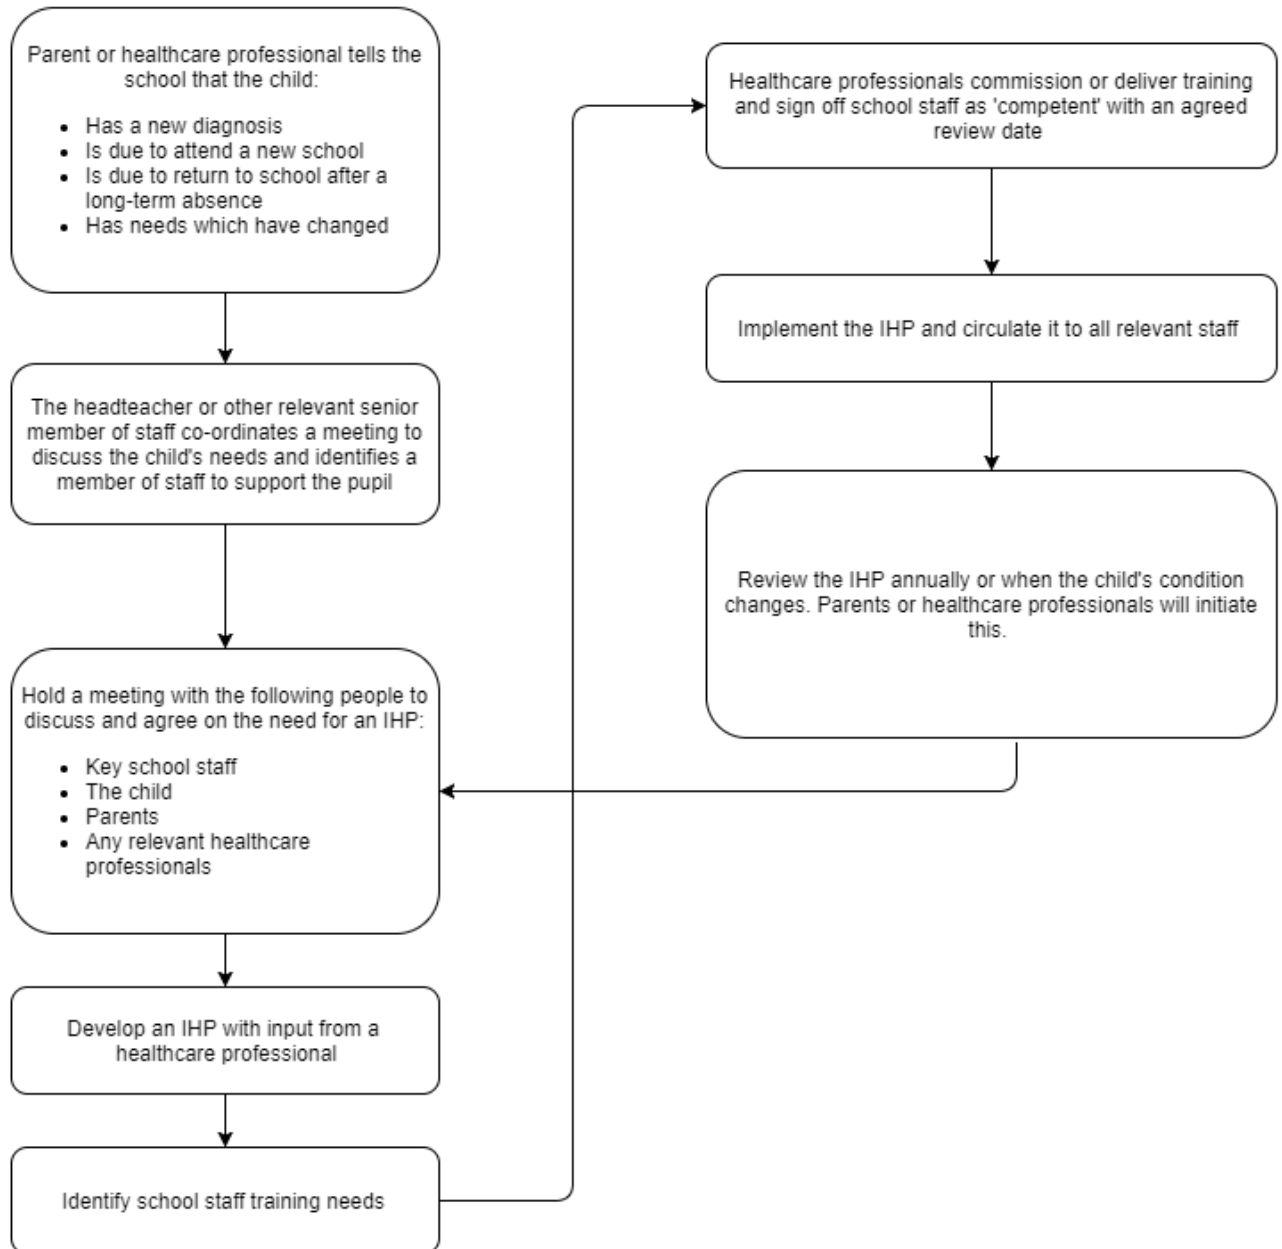 Parent or healthcare professional tells the
school that the child:
• Has a new diagnosis
• Is due to attend a new school
• Is due to return to school after a
long-term absence
• Has needs which have changed
The headteacher or other relevant senior
member of staff co-ordinates a meeting to
discuss the child's needs and identifies a
member of staff to support the pupil
Hold a meeting with the following people to
discuss and agree on the need for an IHP:
• Key school staff
• The child
• Parents
• Any relevant healthcare
professionals
Develop an IHP with input from a
healthcare professional
Identify school staff training needs
Healthcare professionals commission or deliver training
and sign off school staff as 'competent' with an agreed
review date
Implement the IHP and circulate it to all relevant staff
Review the IHP annually or when the child's condition
changes. Parents or healthcare professionals will initiate
this.